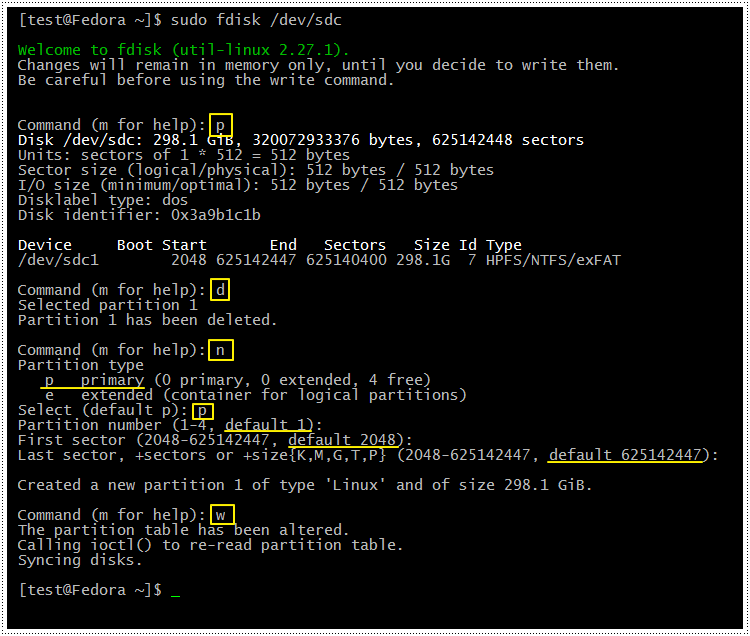 [test@Fedora ~]$ sudo fdisk /dev/sdc
Welcome to fdisk (util-linux 2.27.1).
Changes will remain in memory only, until you decide to write them.
Be careful before using the write command.
Command (m for help): p
Disk /dev/sdc: 298.1 GiB, 320072933376 bytes, 625142448 sectors
Units: sectors of 1 * 512 = 512 bytes
Sector size (logical/physical): 512 bytes / 512 bytes
I/O size (minimum/optimal): 512 bytes / 512 bytes
Disklabel type: dos
Disk identifier: 0x3a9b1c1b
Device     Boot Start       End   Sectors   Size Id Type
/dev/sdc1        2048 625142447 625140400 298.1G  7 HPFS/NTFS/exFAT
Command (m for help): d
Selected partition 1
Partition 1 has been deleted.
Command (m for help): n
Partition type
   p   primary (0 primary, 0 extended, 4 free)
   e   extended (container for logical partitions)
Select (default p): p
Partition number (1-4, default 1):
First sector (2048-625142447, default 2048):
Last sector, +sectors or +size{K,M,G,T,P} (2048-625142447, default 625142447):
Created a new partition 1 of type 'Linux' and of size 298.1 GiB.
Command (m for help): w
The partition table has been altered.
Calling ioctl() to re-read partition table.
Syncing disks.
[test@Fedora ~]$ _